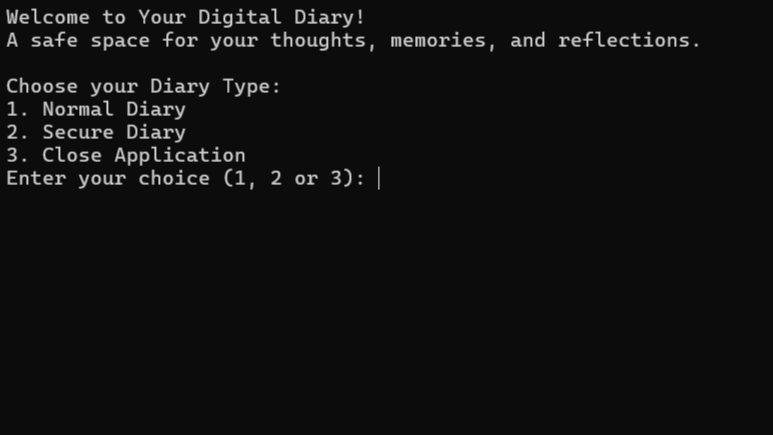 Welcome to Your Digital Diary!
A safe space for your thoughts, memories, and reflections.
Choose your Diary Type:
1. Normal Diary
2. Secure Diary
3. Close Application
Enter your choice (1, 2 or 3):